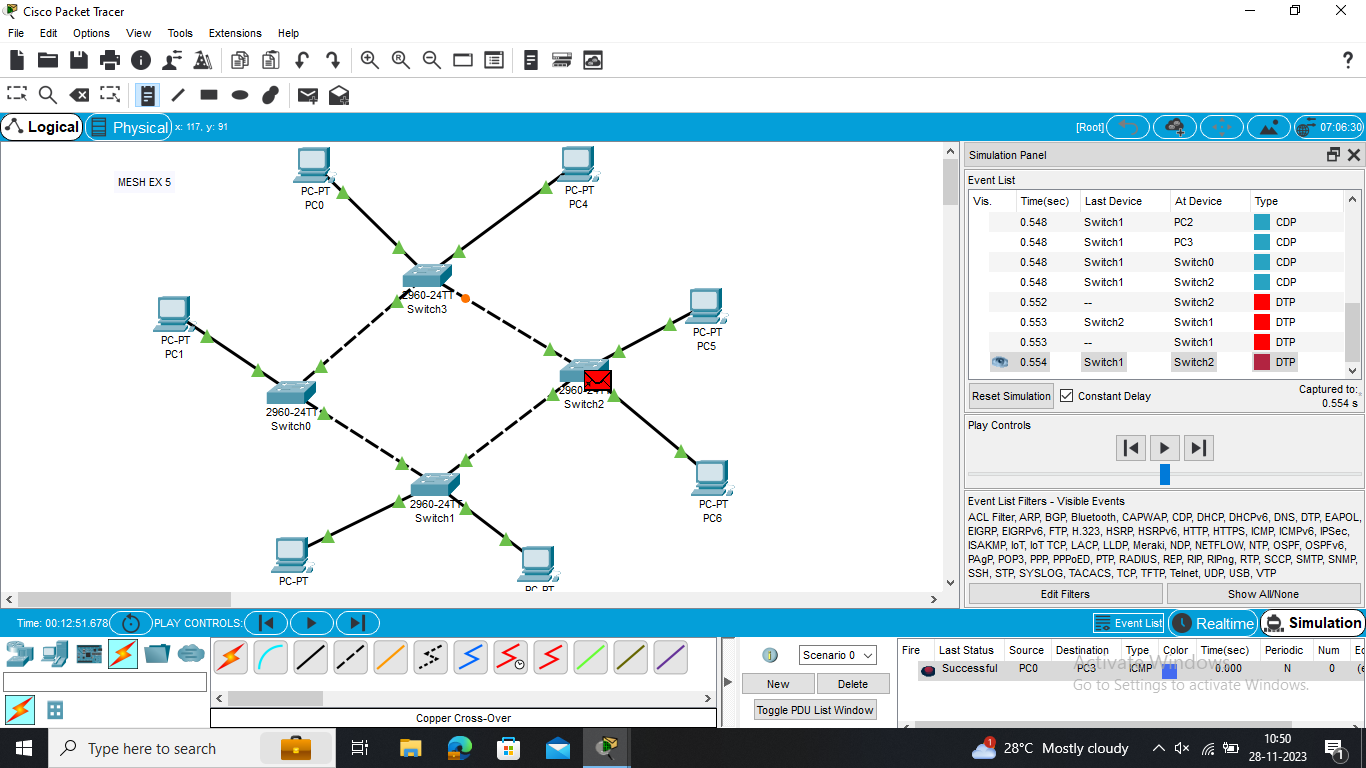 Cisco Packet Tracer
File Edit Options View Tools Extensions Help
Logical Physical x: 117, y: 91 [Root] 07:06:30
MESH EX 5
PC-PT
PC0
PC-PT
PC4
2960-24TT
Switch3
PC-PT
PC1
PC-PT
PC5
2960-24TT
Switch2
2960-24TT
Switch0
2960-24TT
Switch1
PC-PT
PC6
PC-PT
PC-PT
Simulation Panel
Event List
Vis. Time(sec) Last Device At Device Type
0.548 Switch1 PC2 CDP
0.548 Switch1 PC3 CDP
0.548 Switch1 Switch0 CDP
0.548 Switch1 Switch2 CDP
0.552 -- Switch2 DTP
0.553 Switch2 Switch1 DTP
0.553 -- Switch1 DTP
0.554 Switch1 Switch2 DTP
Reset Simulation Constant Delay Captured to:
0.554 s
Play Controls
Event List Filters - Visible Events
ACL Filter, ARP, BGP, Bluetooth, CAPWAP, CDP, DHCP, DHCPv6, DNS, DTP, EAPOL,
EIGRP, EIGRPv6, FTP, H.323, HSRP, HSRPv6, HTTP, HTTPS, ICMP, ICMPv6, IPSec,
ISAKMP, IoT, IoT TCP, LACP, LLDP, Meraki, NDP, NETFLOW, NTP, OSPF, OSPFv6,
PAgP, POP3, PPP, PPPoED, PTP, RADIUS, REP, RIP, RIPng, RTP, SCCP, SMTP, SNMP,
SSH, STP, SYSLOG, TACACS, TCP, TFTP, Telnet, UDP, USB, VTP
Edit Filters Show All/None
Time: 00:12:51.678 PLAY CONTROLS: Event List Realtime Simulation
Scenario 0
New Delete
Toggle PDU List Window
Copper Cross-Over
Fire Last Status Source Destination Type Color Time(sec) Periodic Num Ec
Successful PC0 PC3 ICMP 0.000 N 0 (e
Activate Windows
Go to Settings to activate Windows.
Type here to search
1
28°C Mostly cloudy
10:50
28-11-2023
1